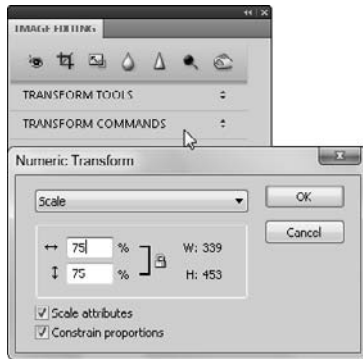 IMAGE EDITING
TRANSFORM TOOLS
TRANSFORM COMMANDS
Numeric Transform
Scale
OK
Cancel
75 % W: 339
75 % H: 453
Scale attributes
Constrain proportions